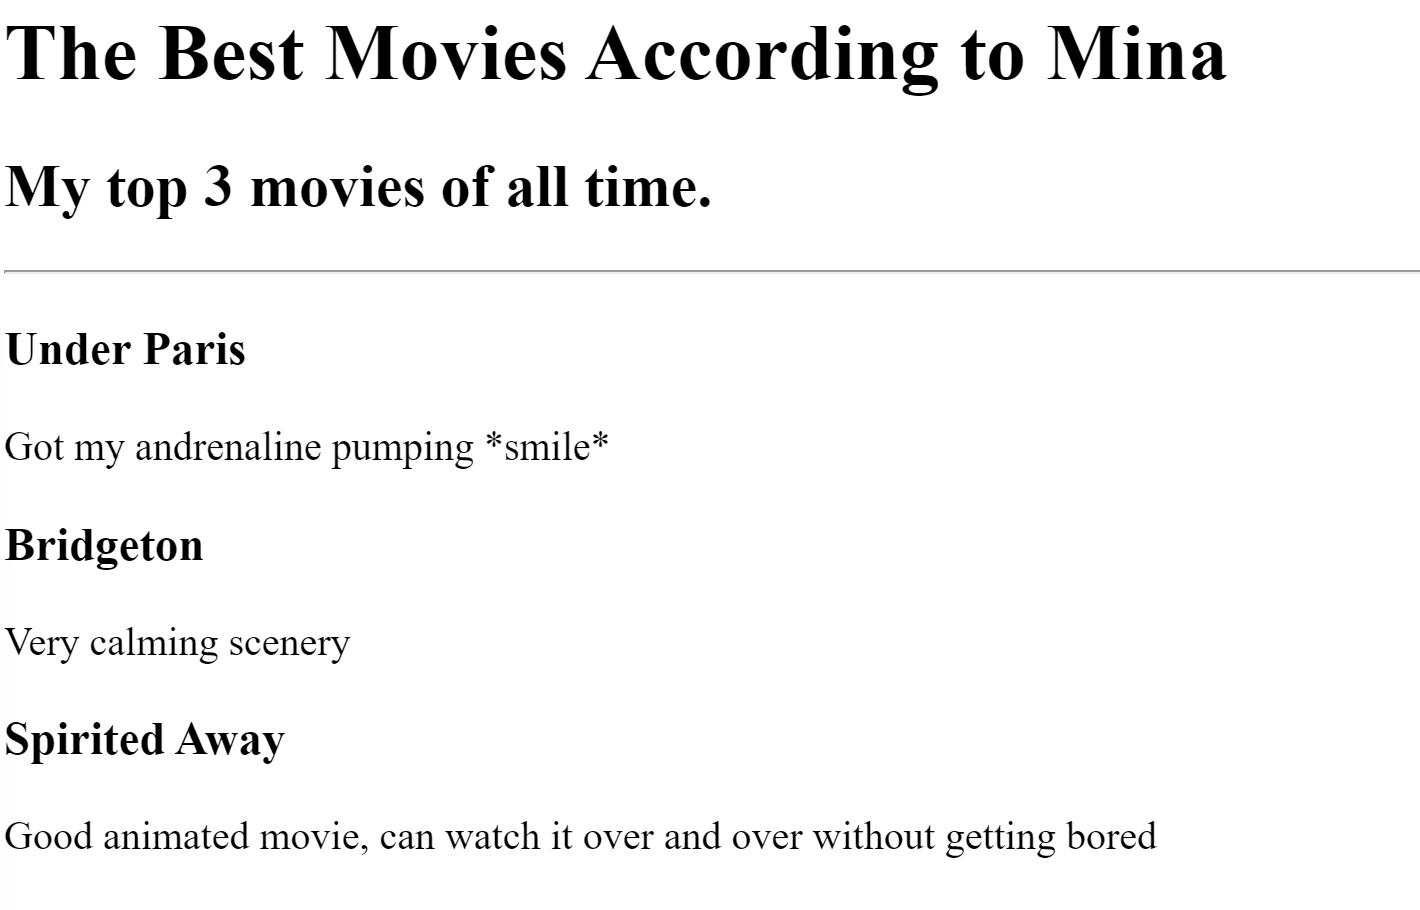 The Best Movies According to Mina
My top 3 movies of all time.
Under Paris
Got my andrenaline pumping *smile*
Bridgeton
Very calming scenery
Spirited Away
Good animated movie, can watch it over and over without getting bored